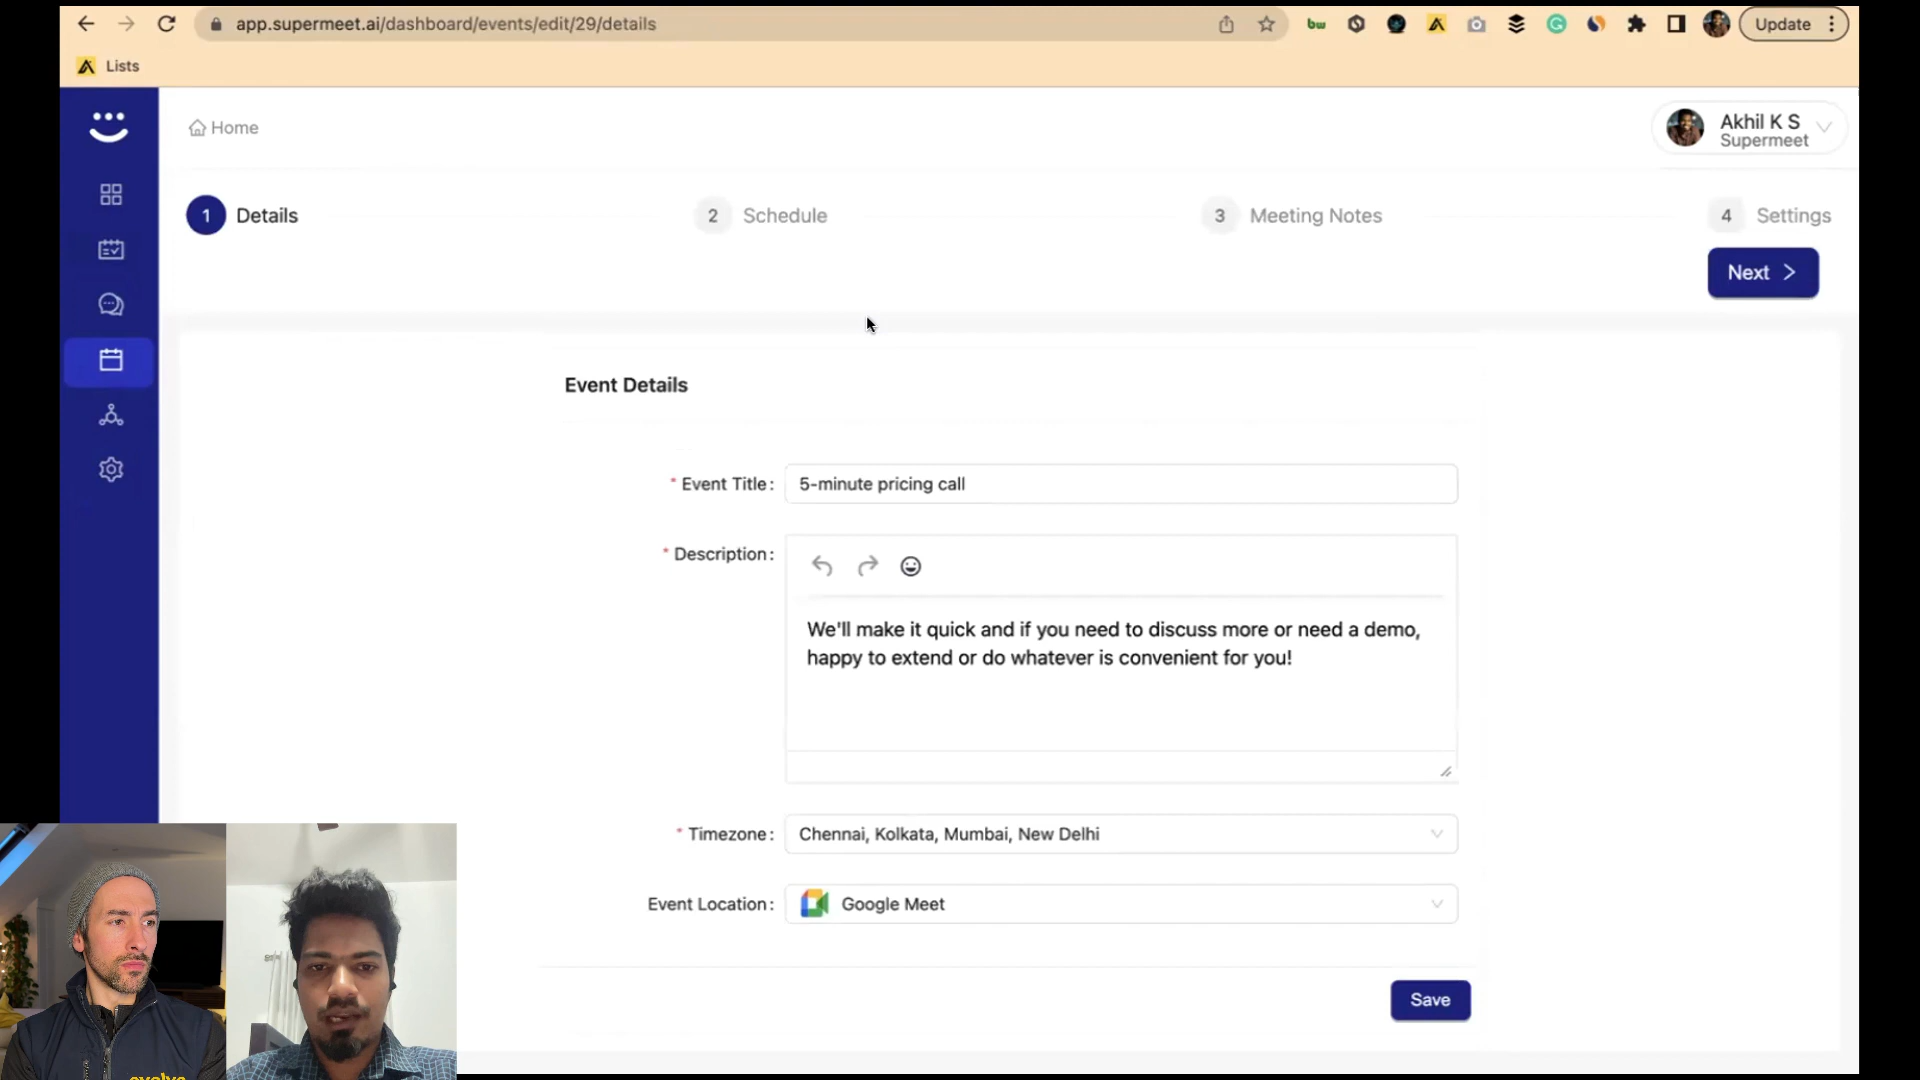 app.supermeet.ai/dashboard/events/edit/29/details
bw
Update
Lists
Home
Akhil K S
Supermeet
1 Details
2 Schedule
3 Meeting Notes
4 Settings
Next
Event Details
* Event Title: 5-minute pricing call
* Description:
We'll make it quick and if you need to discuss more or need a demo,
happy to extend or do whatever is convenient for you!
* Timezone: Chennai, Kolkata, Mumbai, New Delhi
Event Location: Google Meet
Save
evolve